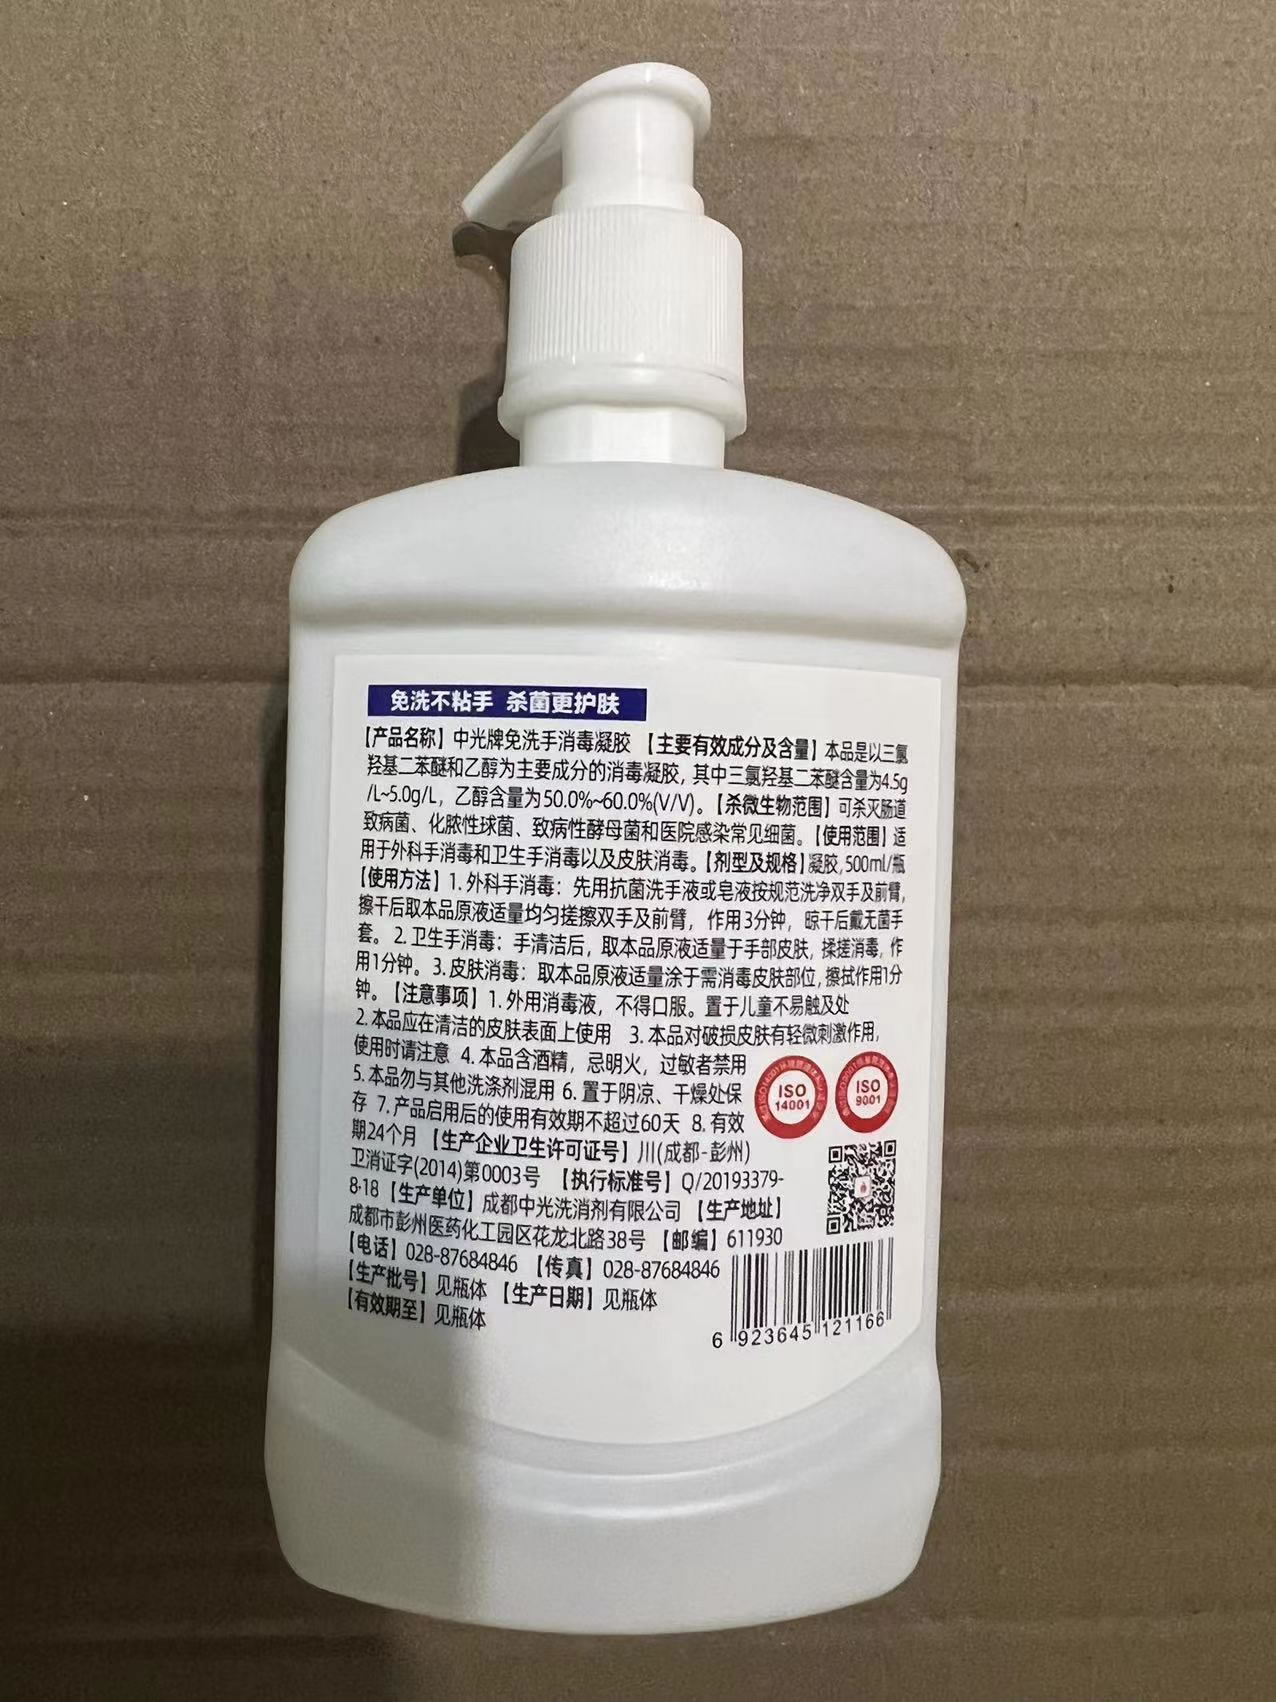 免洗不粘手 杀菌更护肤
【产品名称】中光牌免洗手消毒凝胶 【主要有效成分及含量】本品是以三氯
羟基二苯醚和乙醇为主要成分的消毒凝胶, 其中三氯羟基二苯醚含量为4.5g
/L~5.0g/L, 乙醇含量为50.0%~60.0%(V/V)。【杀微生物范围】可杀灭肠道
致病菌、化脓性球菌、致病性酵母菌和医院感染常见细菌。【使用范围】适
用于外科手消毒和卫生手消毒以及皮肤消毒。【剂型及规格】凝胶, 500ml/瓶
【使用方法】1. 外科手消毒：先用抗菌洗手液或皂液按规范洗净双手及前臂,
擦干后取本品原液适量均匀搓擦双手及前臂, 作用3分钟, 晾干后戴无菌手
套。2. 卫生手消毒：手清洁后, 取本品原液适量于手部皮肤, 揉搓消毒, 作
用1分钟。3. 皮肤消毒：取本品原液适量涂于需消毒皮肤部位, 擦拭作用1分
钟。【注意事项】1. 外用消毒液, 不得口服。置于儿童不易触及处
2. 本品应在清洁的皮肤表面上使用 3. 本品对破损皮肤有轻微刺激作用,
使用时请注意 4. 本品含酒精, 忌明火, 过敏者禁用
5. 本品勿与其他洗涤剂混用 6. 置于阴凉、干燥处保
存 7. 产品启用后的使用有效期不超过60天 8. 有效
期24个月 【生产企业卫生许可证号】川(成都-彭州)
卫消证字(2014)第0003号 【执行标准号】Q/20193379-
8·18【生产单位】成都中光洗消剂有限公司 【生产地址】
成都市彭州医药化工园区花龙北路38号 【邮编】611930
【电话】028-87684846 【传真】028-87684846
【生产批号】见瓶体 【生产日期】见瓶体
【有效期至】见瓶体
ISO
14001
ISO
9001
6 923645 121166